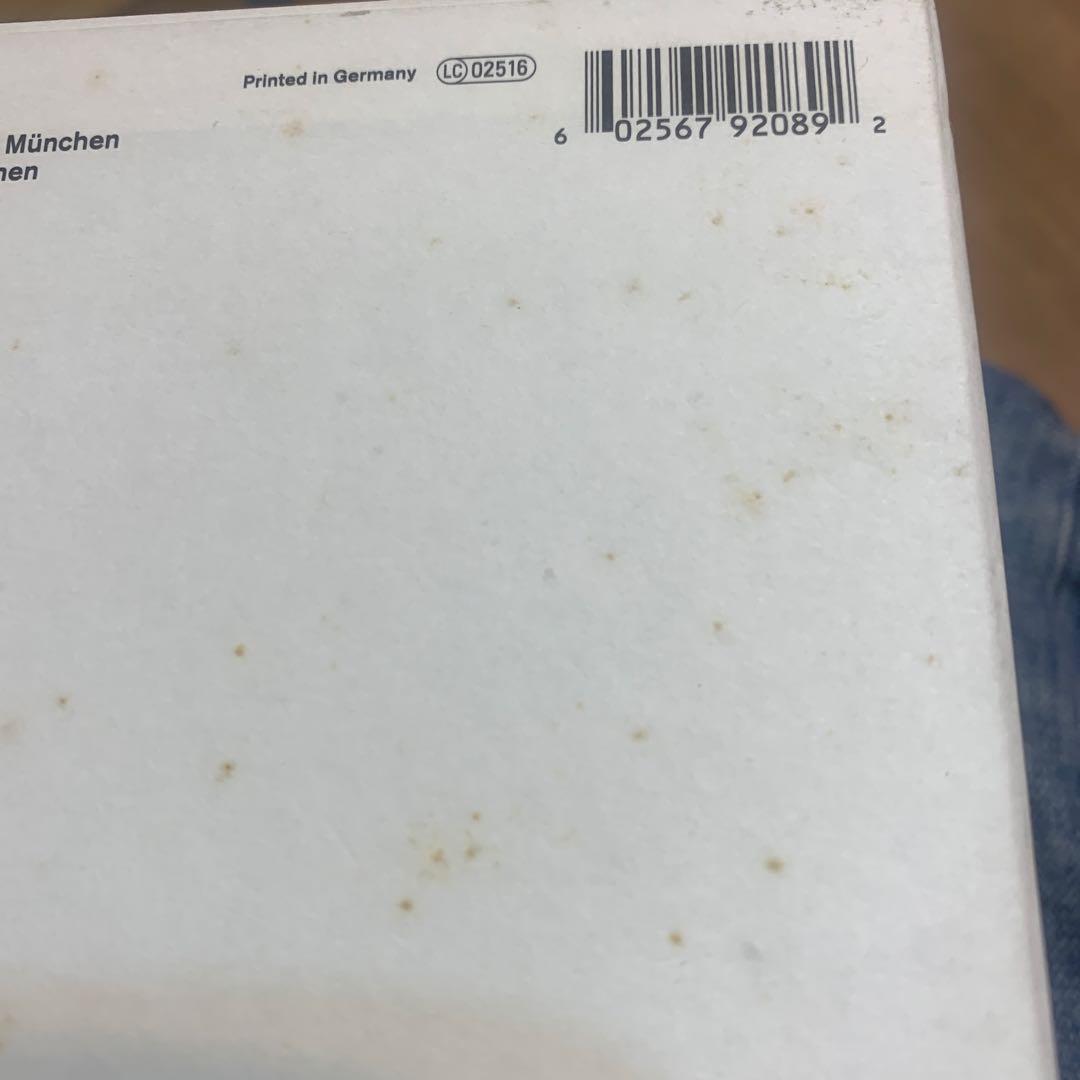 Printed in Germany LC 02516
München
6 02567 92089 2